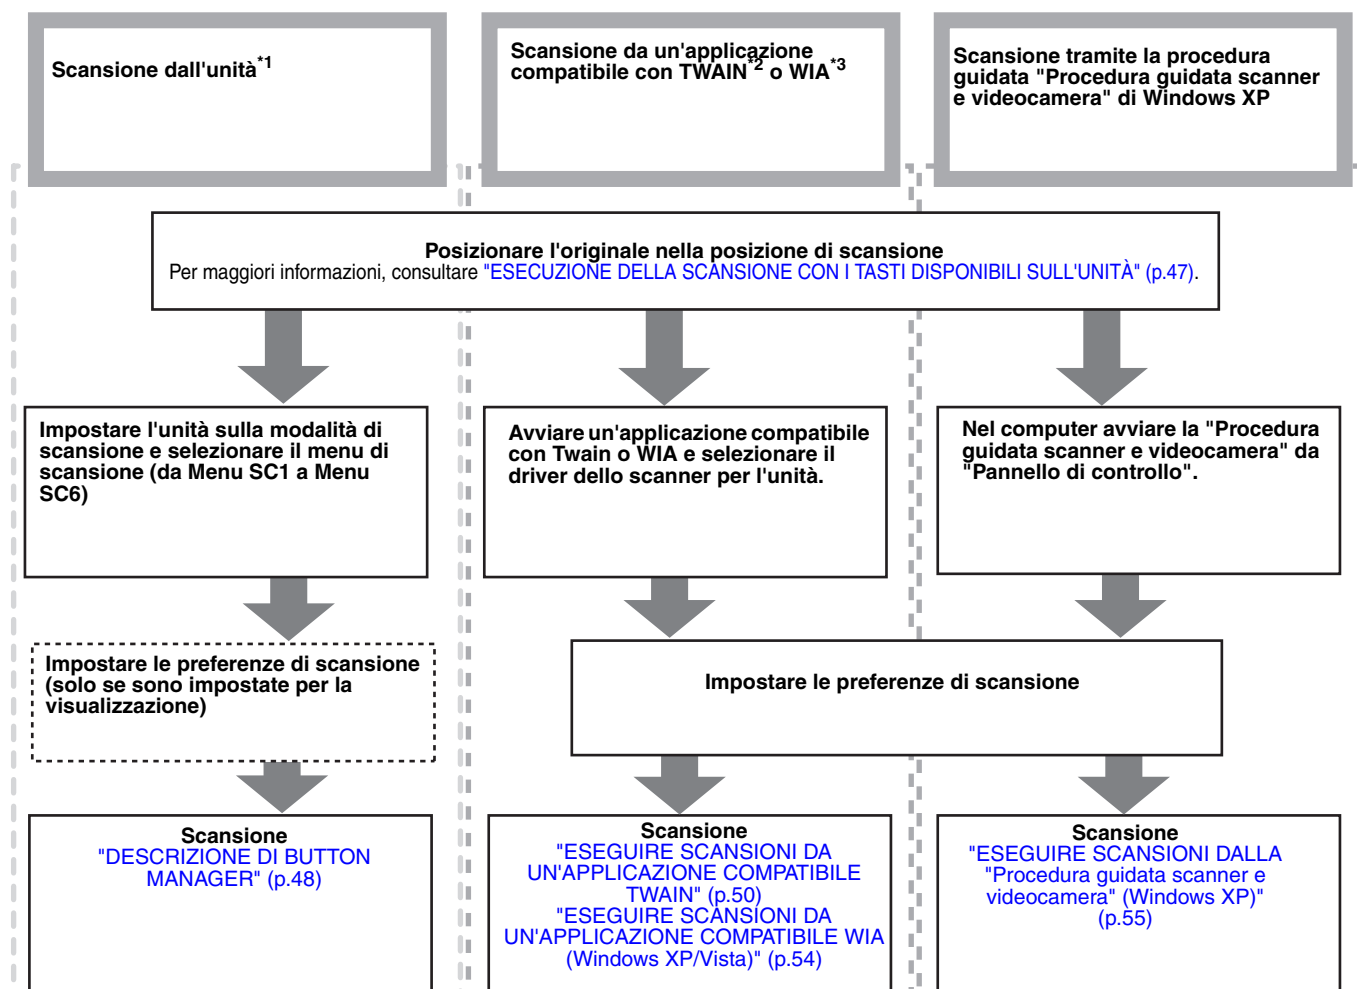 Scansione dall'unità*1
Scansione da un'applicazione
compatibile con TWAIN*2 o WIA*3
Scansione tramite la procedura
guidata "Procedura guidata scanner
e videocamera" di Windows XP
Posizionare l'originale nella posizione di scansione
Per maggiori informazioni, consultare "ESECUZIONE DELLA SCANSIONE CON I TASTI DISPONIBILI SULL'UNITÀ" (p.47).
Impostare l'unità sulla modalità di
scansione e selezionare il menu di
scansione (da Menu SC1 a Menu
SC6)
Avviare un'applicazione compatibile
con Twain o WIA e selezionare il
driver dello scanner per l'unità.
Nel computer avviare la "Procedura
guidata scanner e videocamera" da
"Pannello di controllo".
Impostare le preferenze di scansione
(solo se sono impostate per la
visualizzazione)
Impostare le preferenze di scansione
Scansione
"DESCRIZIONE DI BUTTON
MANAGER" (p.48)
Scansione
"ESEGUIRE SCANSIONI DA
UN'APPLICAZIONE COMPATIBILE
TWAIN" (p.50)
"ESEGUIRE SCANSIONI DA
UN'APPLICAZIONE COMPATIBILE WIA
(Windows XP/Vista)" (p.54)
Scansione
"ESEGUIRE SCANSIONI DALLA
"Procedura guidata scanner e
videocamera" (Windows XP)"
(p.55)